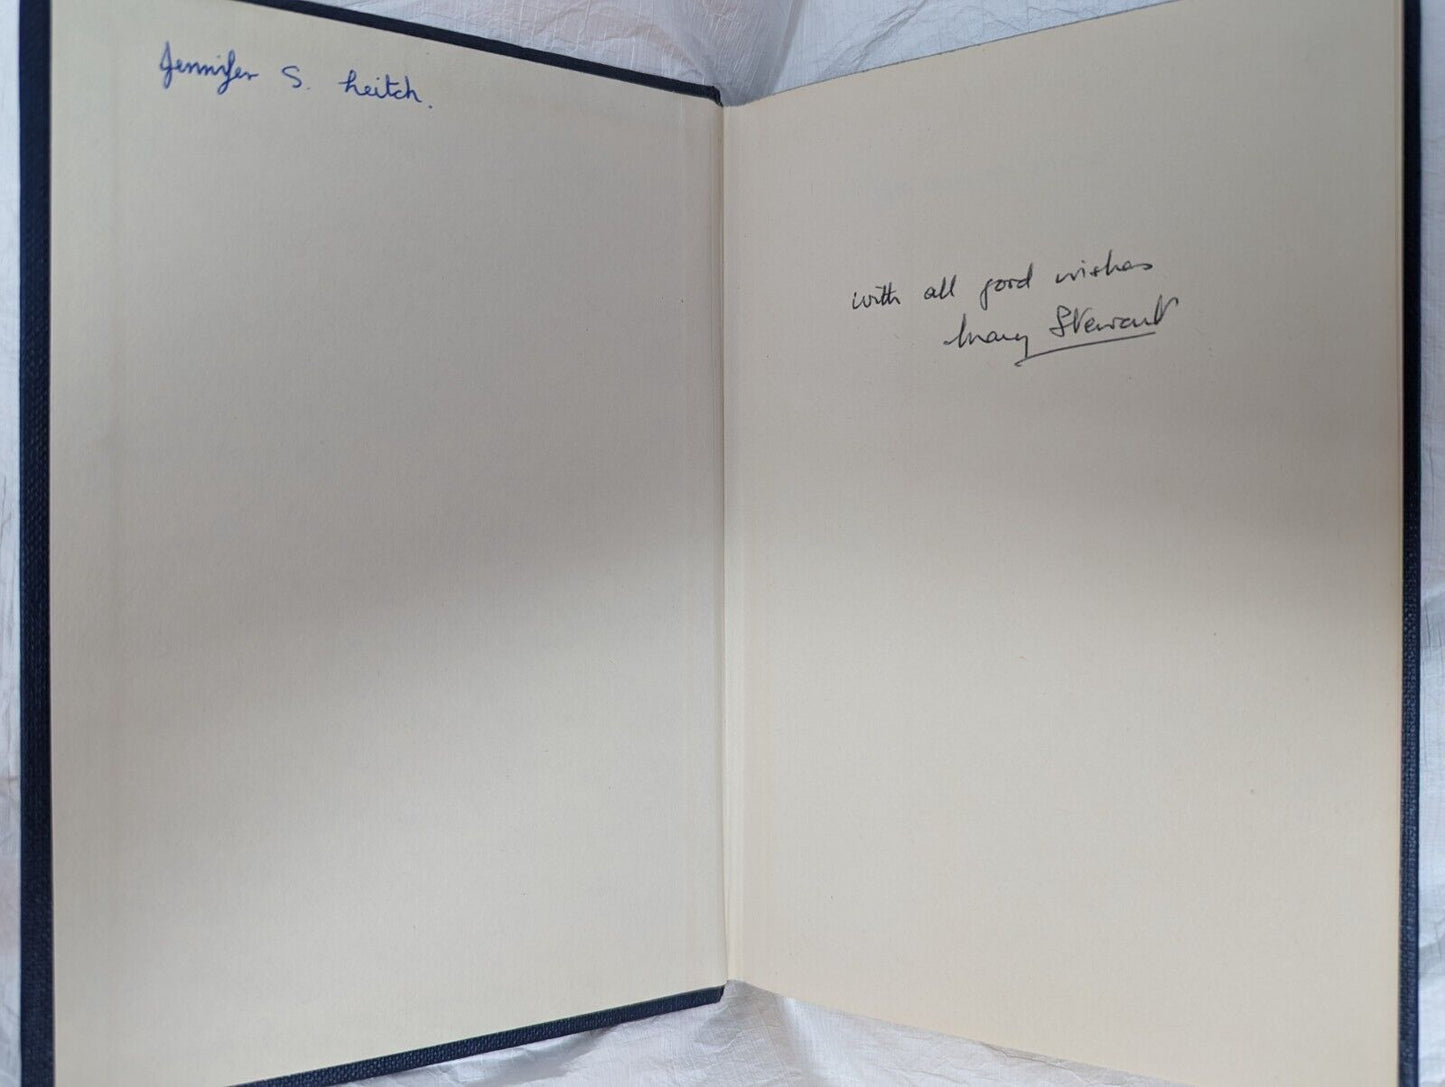 Jennifer S. Leitch.
with all good wishes
Mary Stewart